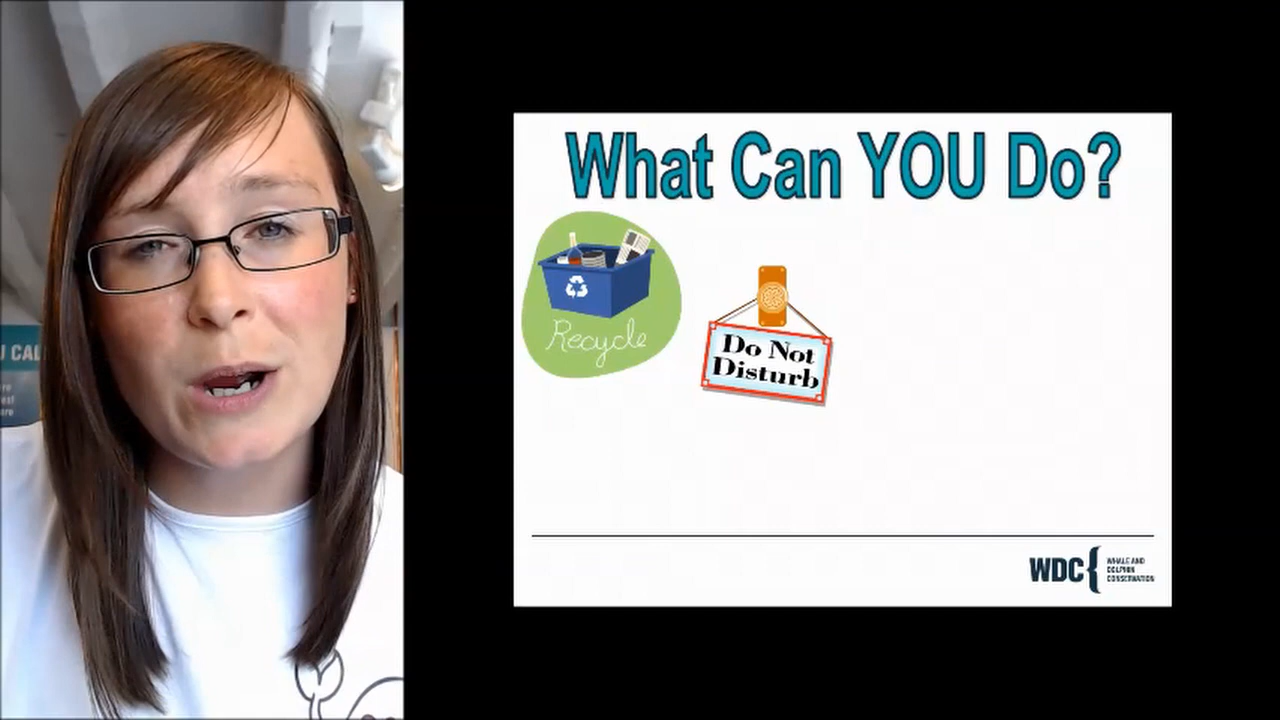 What Can YOU Do?
Recycle
Do Not
Disturb
WDC
WHALE AND
DOLPHIN
CONSERVATION